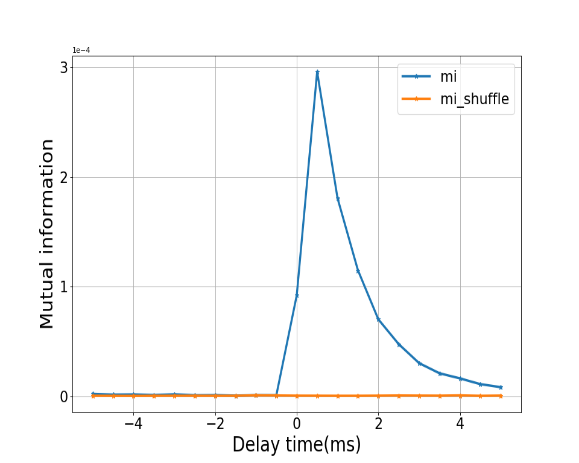 1e−4
3
2
1
0
Mutual information
mi
mi_shuffle
−4
−2
0
2
4
Delay time(ms)